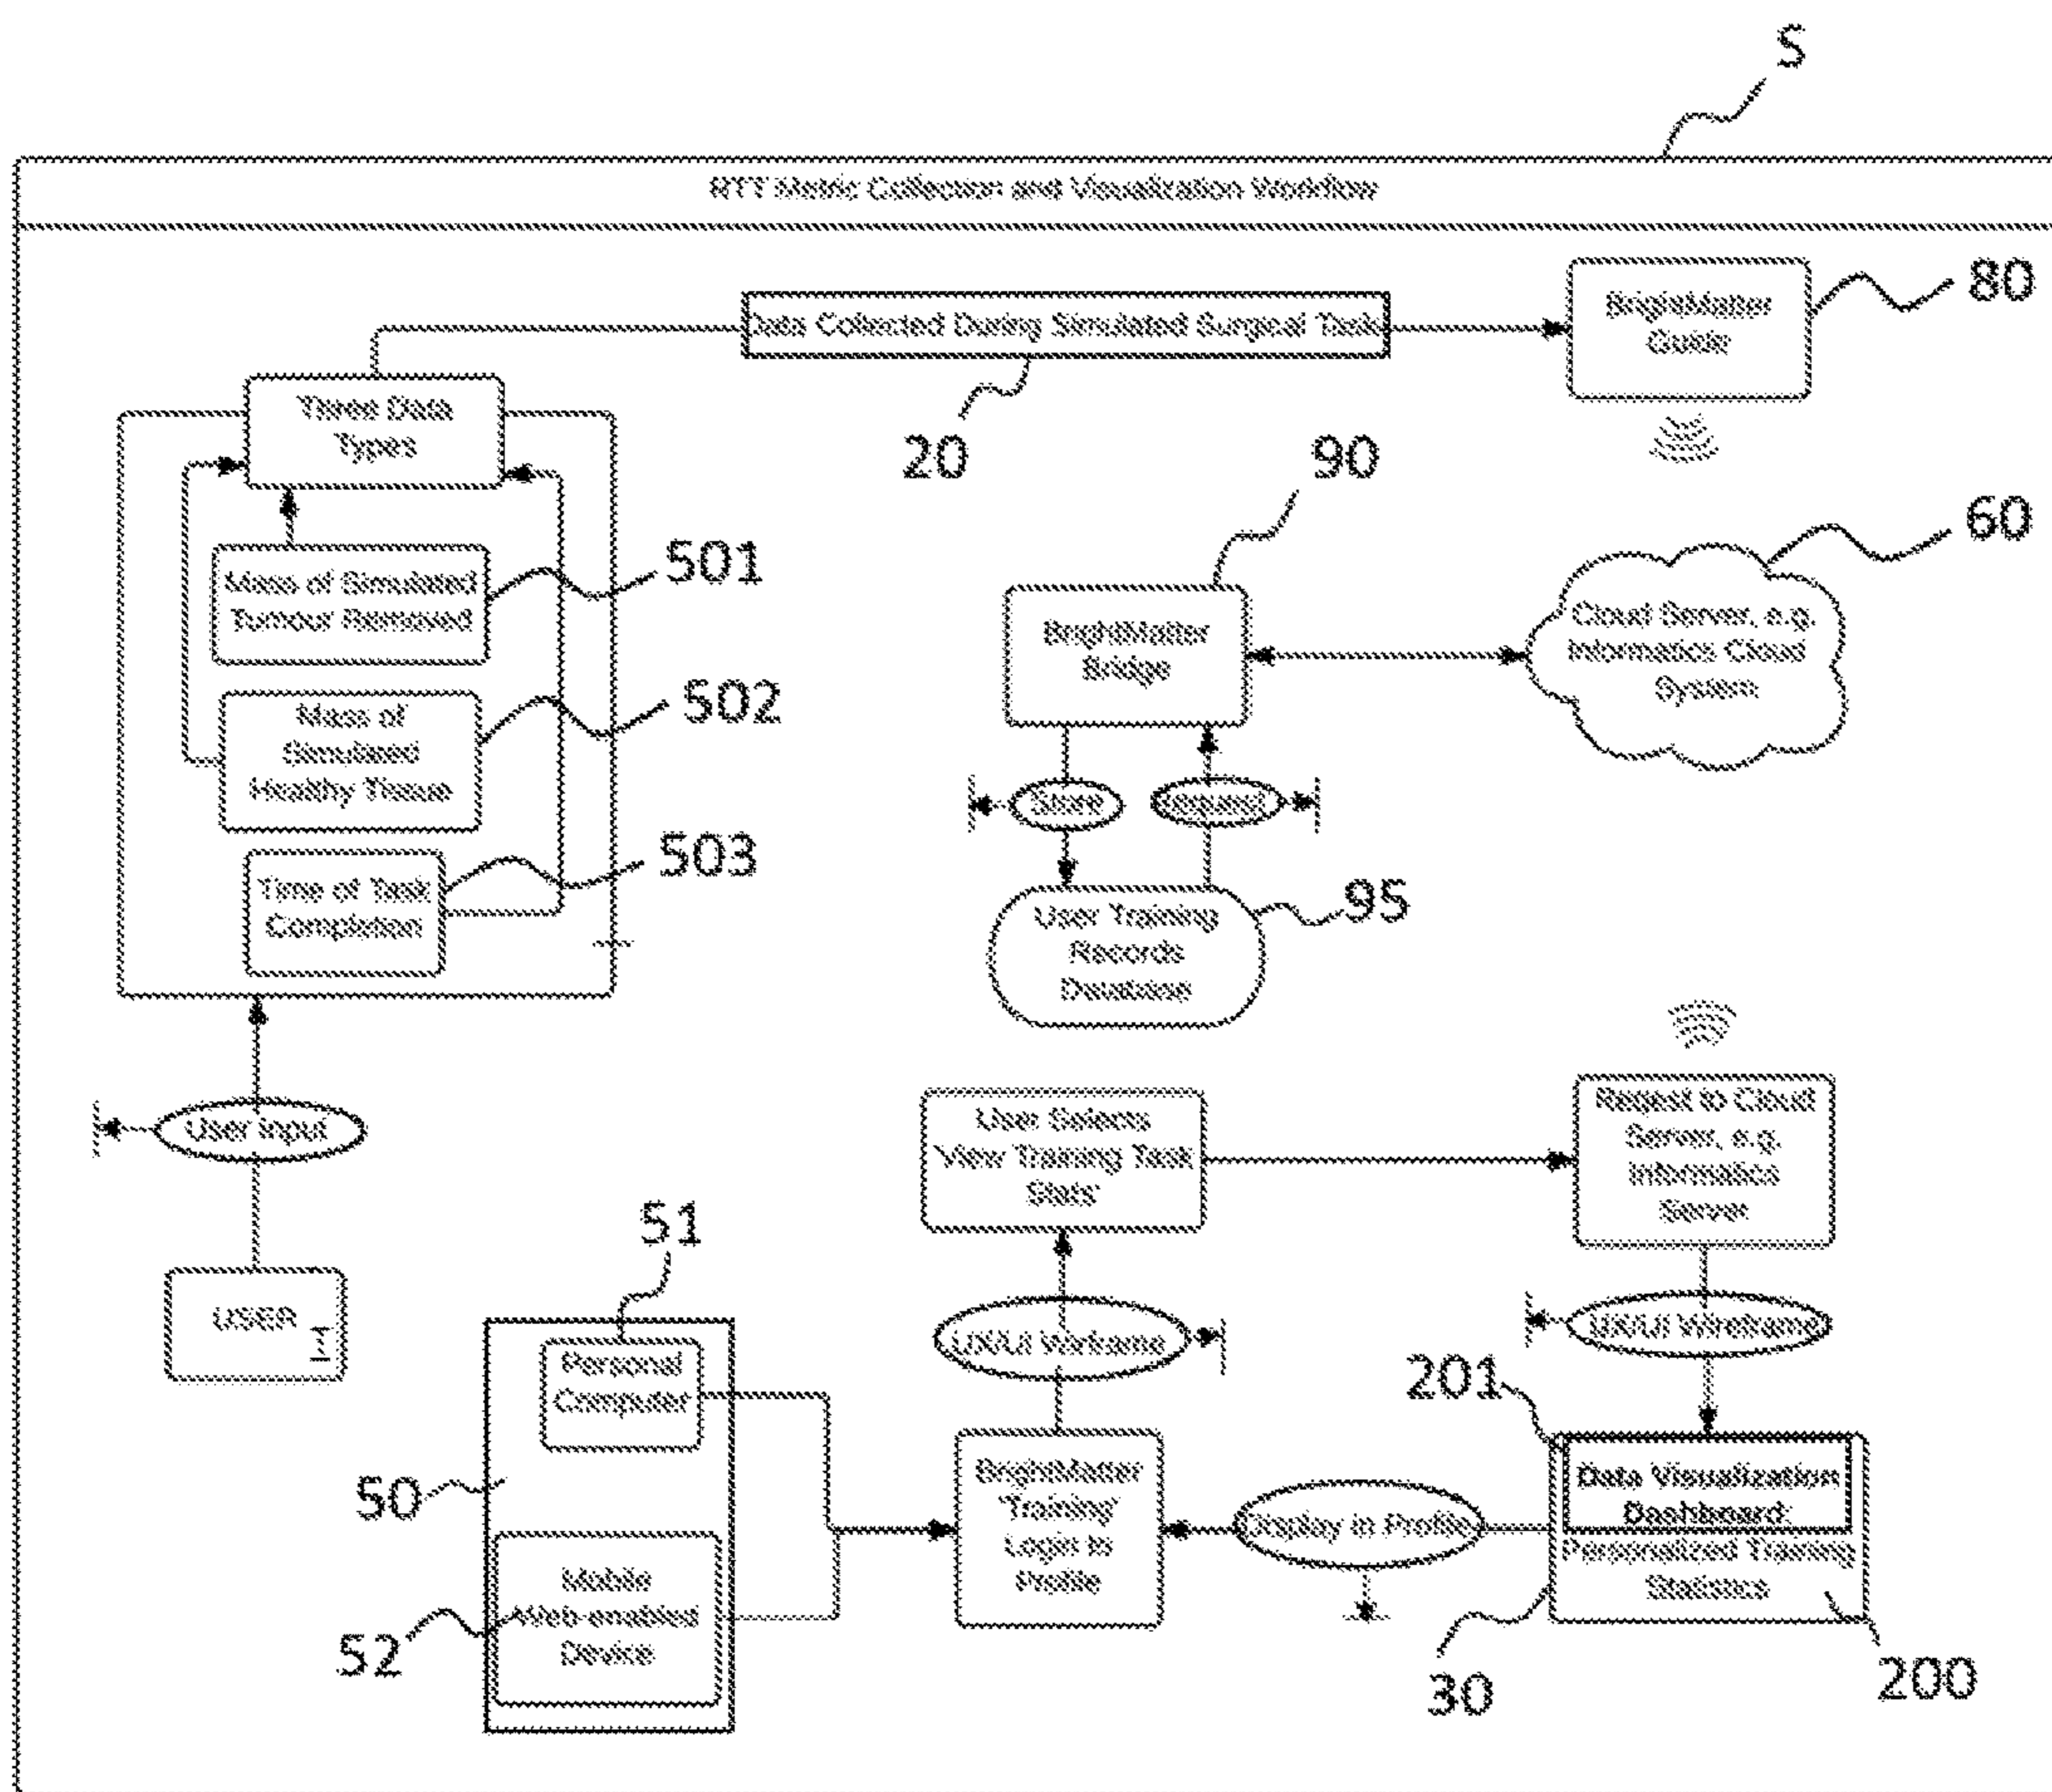 S
RTT Metric Collection and Visualization Workflow
Data Collected During Simulated Surgical Task
BrightMatter
Guide
80
20
Three Data
Types
90
60
Mass of Simulated
Tumour Removed
501
BrightMatter
Bridge
Cloud Server, e.g.
Informatics Cloud
System
Mass of
Simulated
Healthy Tissue
502
Store
Request
Time of Task
Completion
503
User Training
Records
Database
95
User Input
User Selects
'View Training Task
Stats'
Reqest to Cloud
Server, e.g.
Informatics
Server
USER
51
Personal
Computer
UX/UI Wirframe
UX/UI Wireframe
201
50
BrightMatter
'Training'
Login to
Profile
Display in Profile
Data Visualization
Dashboard:
Personalized Training
Statistics
Mobile
Web-enabled
Device
52
30
200